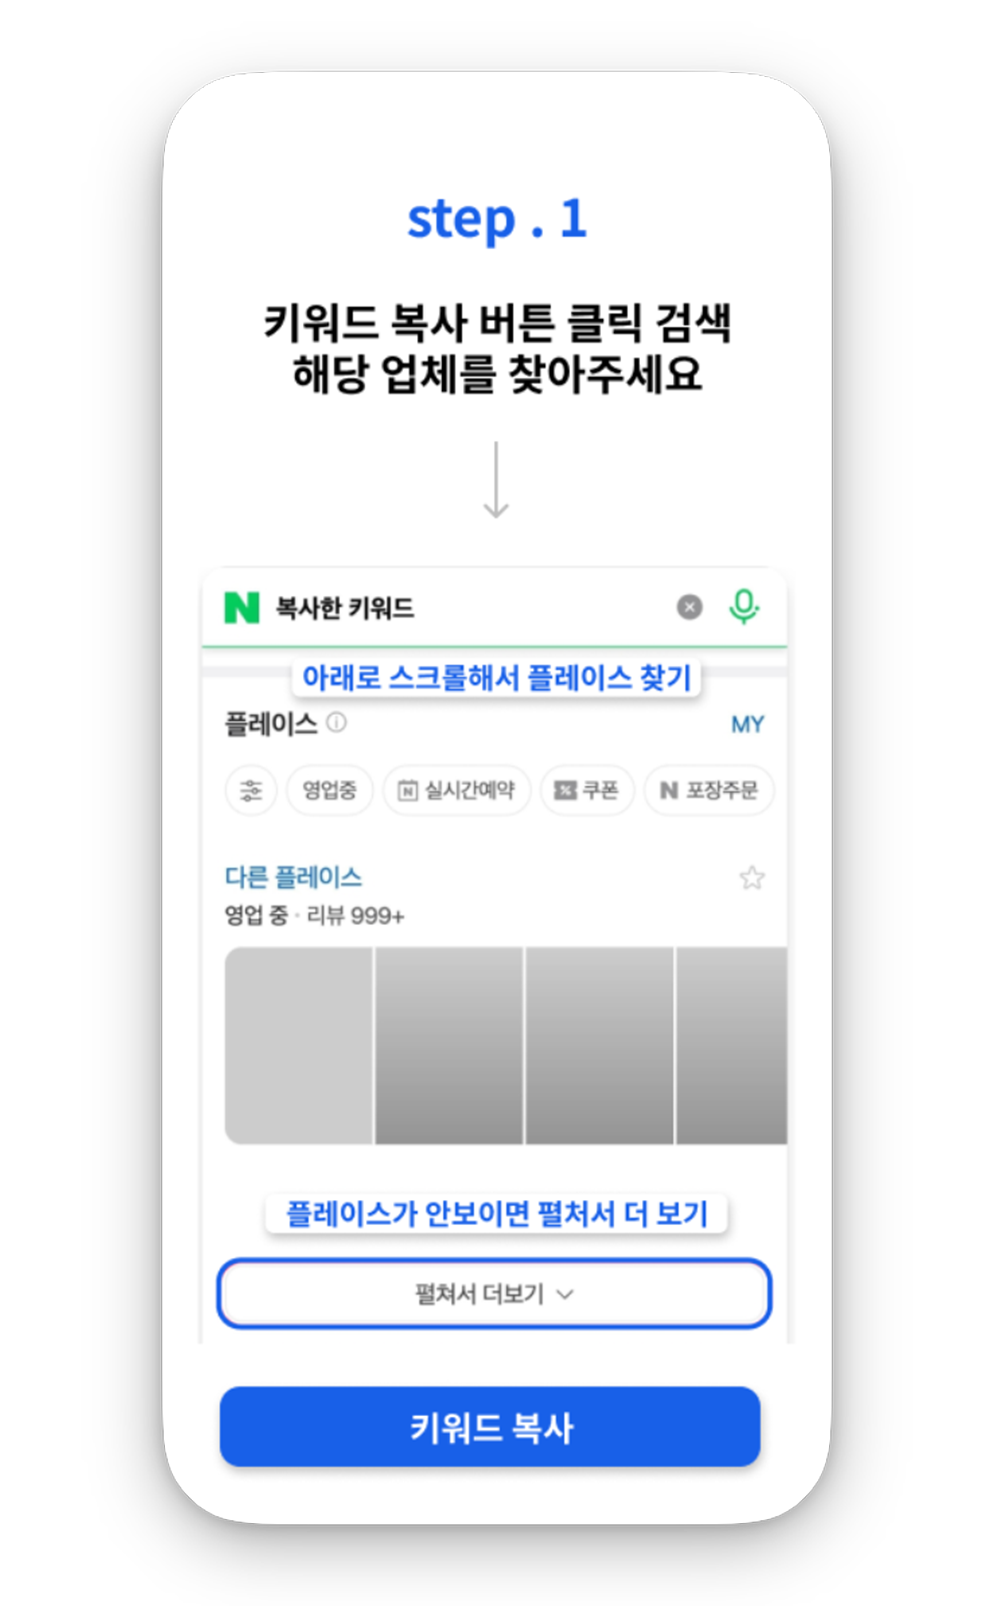 step . 1
키워드 복사 버튼 클릭 검색
해당 업체를 찾아주세요
N 복사한 키워드
아래로 스크롤해서 플레이스 찾기
플레이스 MY
영업중 실시간예약 쿠폰 N 포장주문
다른 플레이스
영업 중 · 리뷰 999+
플레이스가 안보이면 펼처서 더 보기
펼쳐서 더보기
키워드 복사